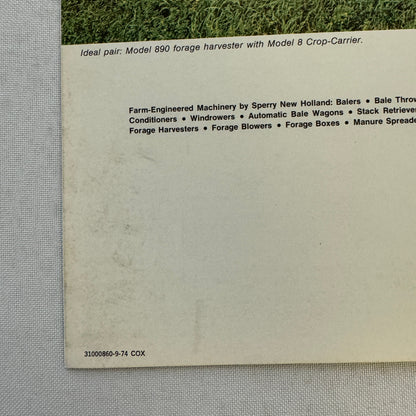 Ideal pair: Model 890 forage harvester with Model 8 Crop-Carrier.
Farm-Engineered Machinery by Sperry New Holland: Balers • Bale Throw
Conditioners • Windrowers • Automatic Bale Wagons • Stack Retriever
Forage Harvesters • Forage Blowers • Forage Boxes • Manure Spreade
31000860-9-74 COX